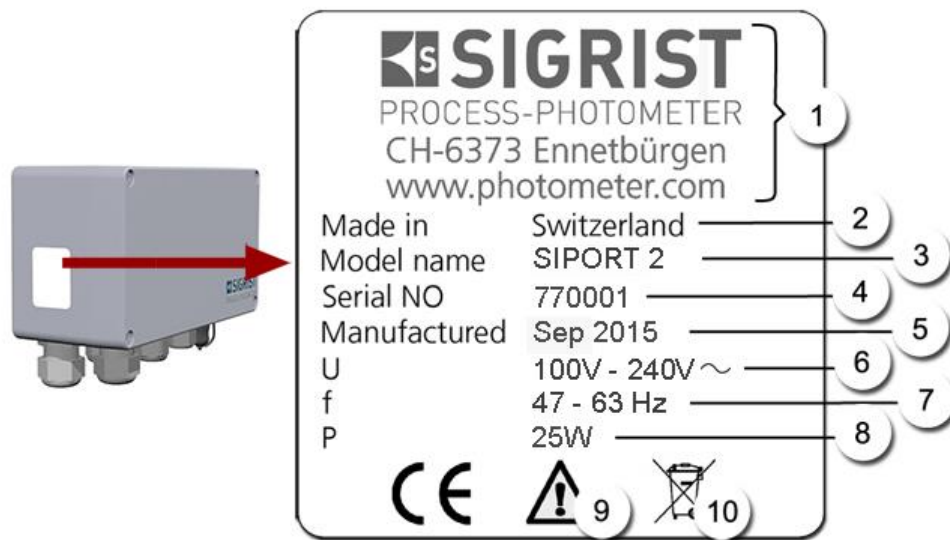 SIGRIST
PROCESS-PHOTOMETER
CH-6373 Ennetbürgen
www.photometer.com
1
Made in Switzerland 2
Model name SIPORT 2 3
Serial NO 770001 4
Manufactured Sep 2015 5
U 100V - 240V~ 6
f 47 - 63 Hz 7
P 25W 8
CE 9 10
SIGRIST